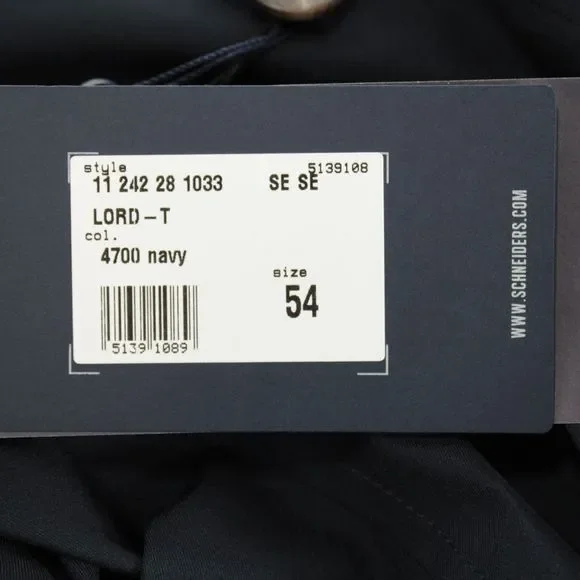 style 5139108
11 242 28 1033 SE SE
LORD-T
col.
4700 navy
size
54
5139 1089
WWW.SCHNEIDERS.COM